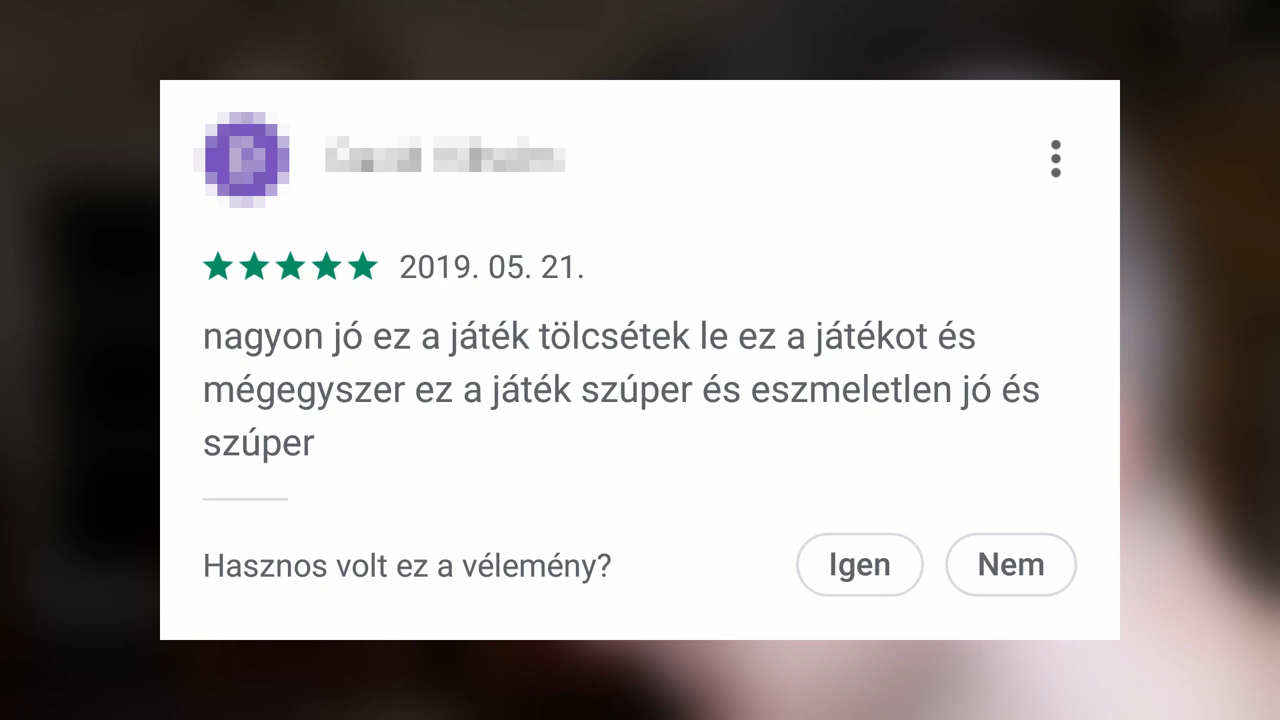 2019. 05. 21.
nagyon jó ez a játék tölcsétek le ez a játékot és
mégegyszer ez a játék szúper és eszmeletlen jó és
szúper
Hasznos volt ez a vélemény?
Igen
Nem